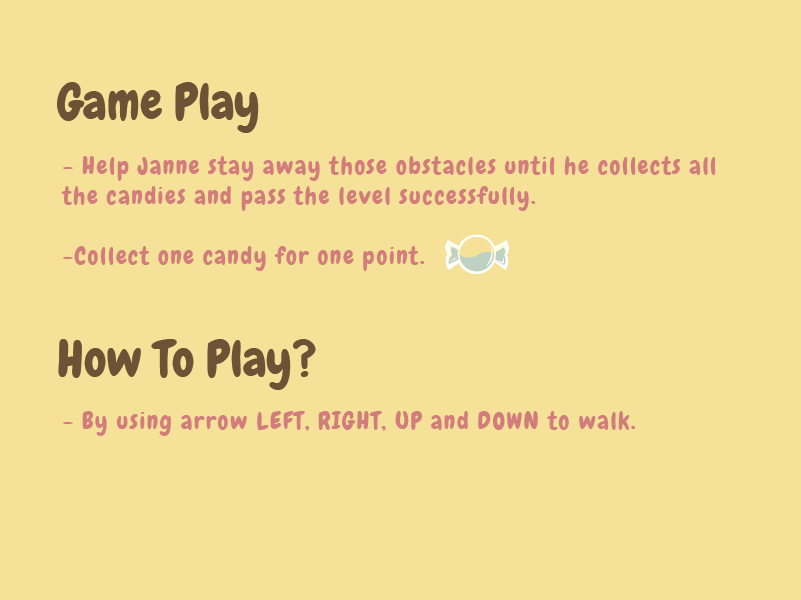 Game Play
- Help Janne stay away those obstacles until he collects all
the candies and pass the level successfully.
-Collect one candy for one point.
How To Play?
- By using arrow LEFT, RIGHT, UP and DOWN to walk.